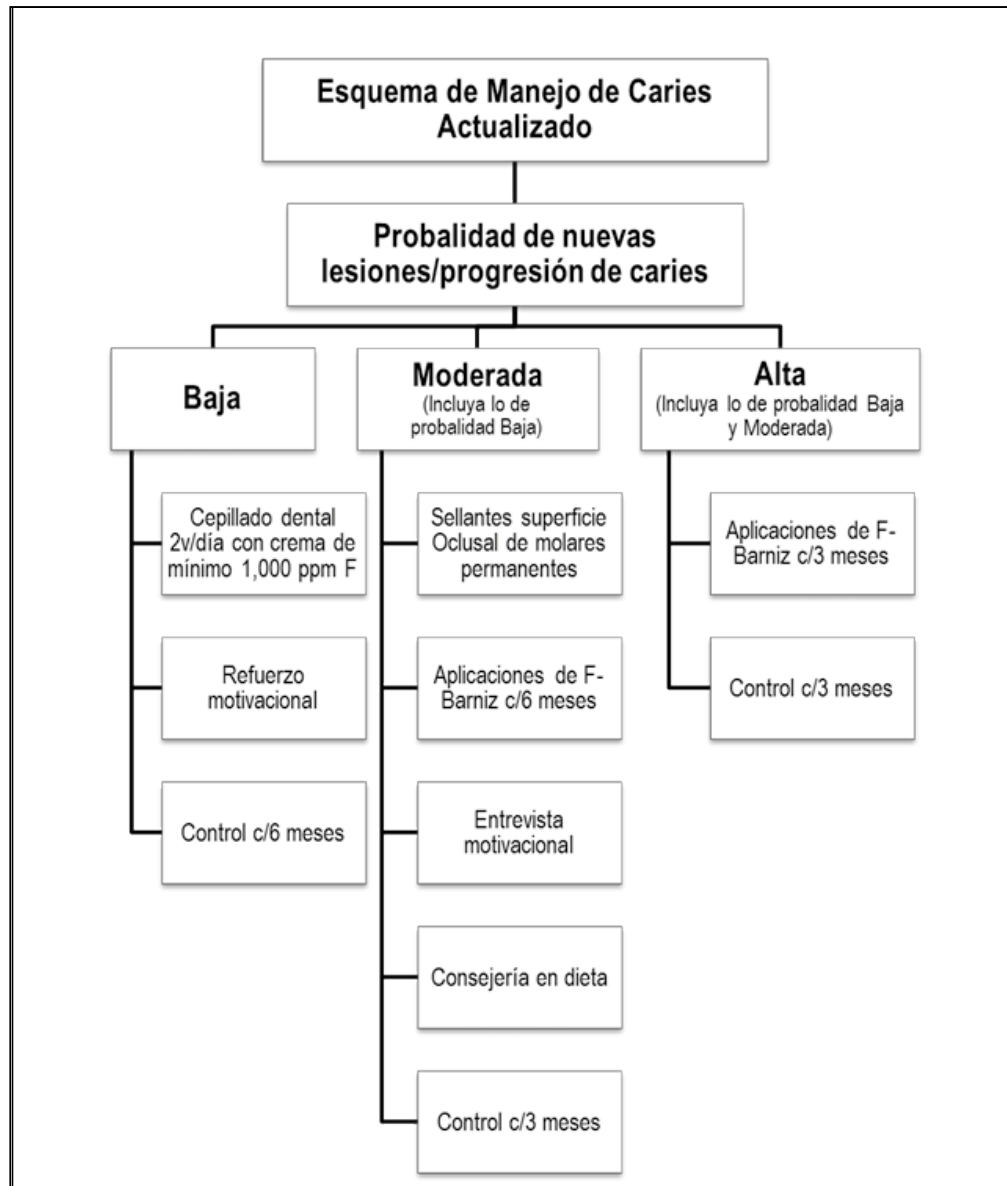 Esquema de Manejo de Caries
Actualizado
Probalidad de nuevas
lesiones/progresión de caries
Baja
Moderada
(Incluya lo de
probalidad Baja)
Alta
(Incluya lo de probalidad Baja
y Moderada)
Cepillado dental
2v/día con crema de
mínimo 1,000 ppm F
Refuerzo
motivacional
Control c/6 meses
Sellantes superficie
Oclusal de molares
permanentes
Aplicaciones de F-
Barniz c/6 meses
Entrevista
motivacional
Consejería en dieta
Control c/3 meses
Aplicaciones de F-
Barniz c/3 meses
Control c/3 meses